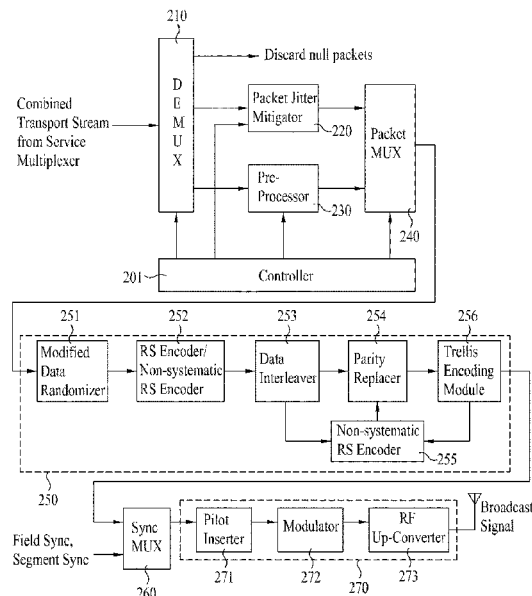 210
D
E
M
U
X
Discard null packets
Combined
Transport Stream
from Service
Multiplexer
Packet Jitter
Mitigator
220
Packet
MUX
Pre-
Processor
230
240
201
Controller
251
252
253
254
256
Modified
Data
Randomizer
RS Encoder/
Non-systematic
RS Encoder
Data
Interleaver
Parity
Replacer
Trellis
Encoding
Module
Non-systematic
RS Encoder
255
250
Broadcast
Signal
Field Sync,
Segment Sync
Sync
MUX
Pilot
Inserter
Modulator
RF
Up-Converter
260
271
272
270
273